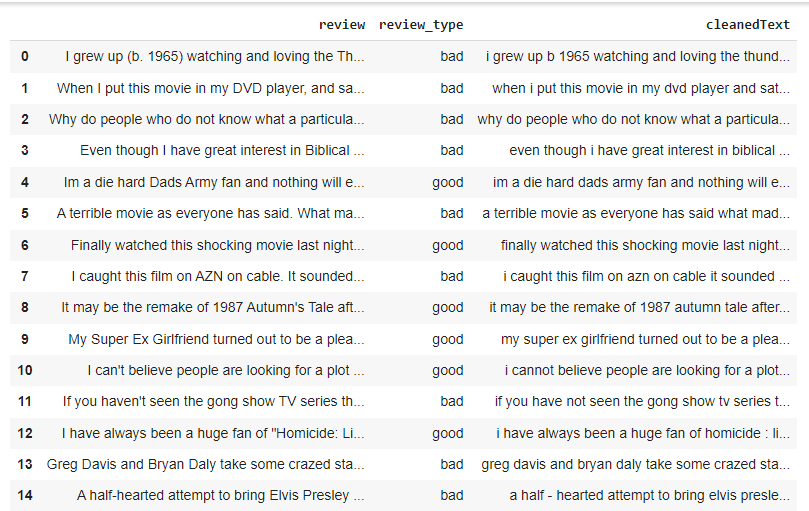 review review_type cleanedText
0 I grew up (b. 1965) watching and loving the Th... bad i grew up b 1965 watching and loving the thund...
1 When I put this movie in my DVD player, and sa... bad when i put this movie in my dvd player and sat...
2 Why do people who do not know what a particula... bad why do people who do not know what a particula...
3 Even though I have great interest in Biblical ... bad even though i have great interest in biblical ...
4 Im a die hard Dads Army fan and nothing will e... good im a die hard dads army fan and nothing will e...
5 A terrible movie as everyone has said. What ma... bad a terrible movie as everyone has said what mad...
6 Finally watched this shocking movie last night... good finally watched this shocking movie last night...
7 I caught this film on AZN on cable. It sounded... bad i caught this film on azn on cable it sounded ...
8 It may be the remake of 1987 Autumn's Tale aft... good it may be the remake of 1987 autumn tale after...
9 My Super Ex Girlfriend turned out to be a plea... good my super ex girlfriend turned out to be a plea...
10 I can't believe people are looking for a plot ... good i cannot believe people are looking for a plot...
11 If you haven't seen the gong show TV series th... bad if you have not seen the gong show tv series t...
12 I have always been a huge fan of "Homicide: Li... good i have always been a huge fan of homicide : li...
13 Greg Davis and Bryan Daly take some crazed sta... bad greg davis and bryan daly take some crazed sta...
14 A half-hearted attempt to bring Elvis Presley ... bad a half - hearted attempt to bring elvis presle...